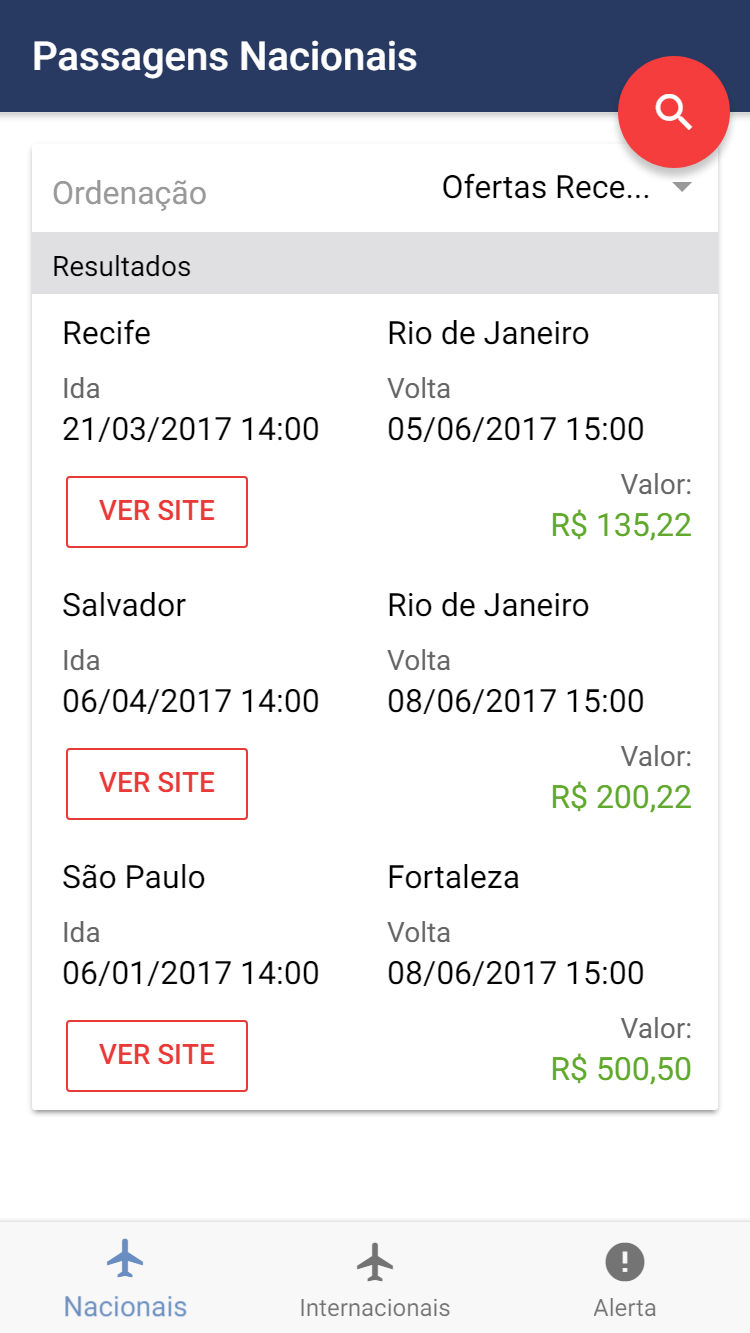 Passagens Nacionais
Ordenação Ofertas Rece...
Resultados
Recife Rio de Janeiro
Ida Volta
21/03/2017 14:00 05/06/2017 15:00
Valor:
VER SITE R$ 135,22
Salvador Rio de Janeiro
Ida Volta
06/04/2017 14:00 08/06/2017 15:00
Valor:
VER SITE R$ 200,22
São Paulo Fortaleza
Ida Volta
06/01/2017 14:00 08/06/2017 15:00
Valor:
VER SITE R$ 500,50
Nacionais Internacionais Alerta